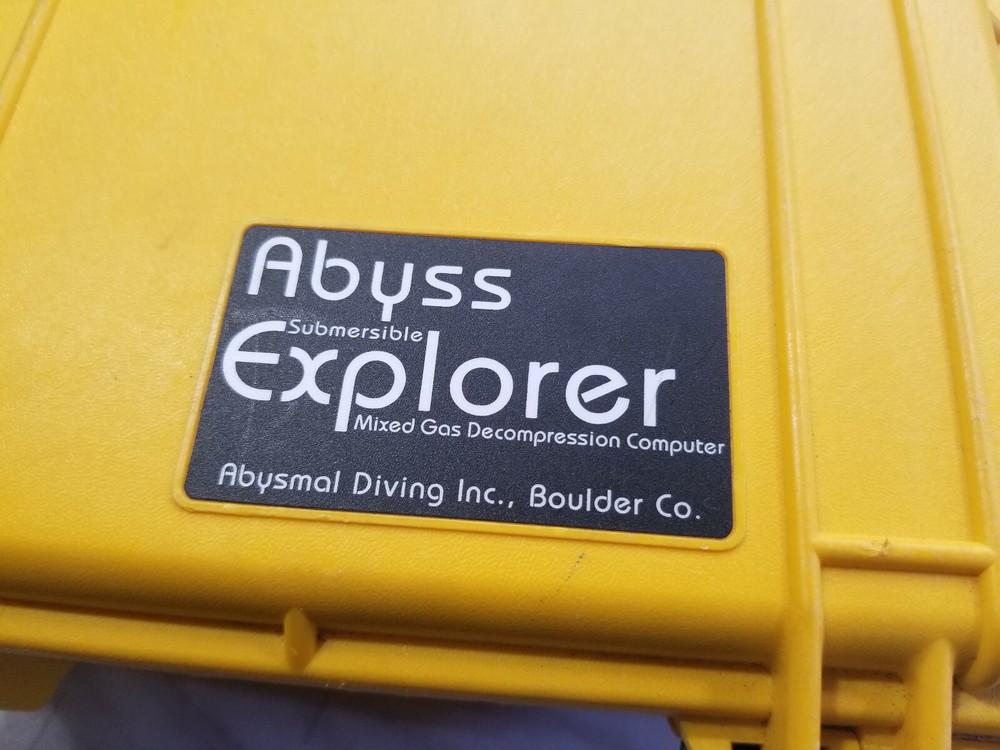 Abyss
Submersible
Explorer
Mixed Gas Decompression Computer
Abysmal Diving Inc., Boulder Co.